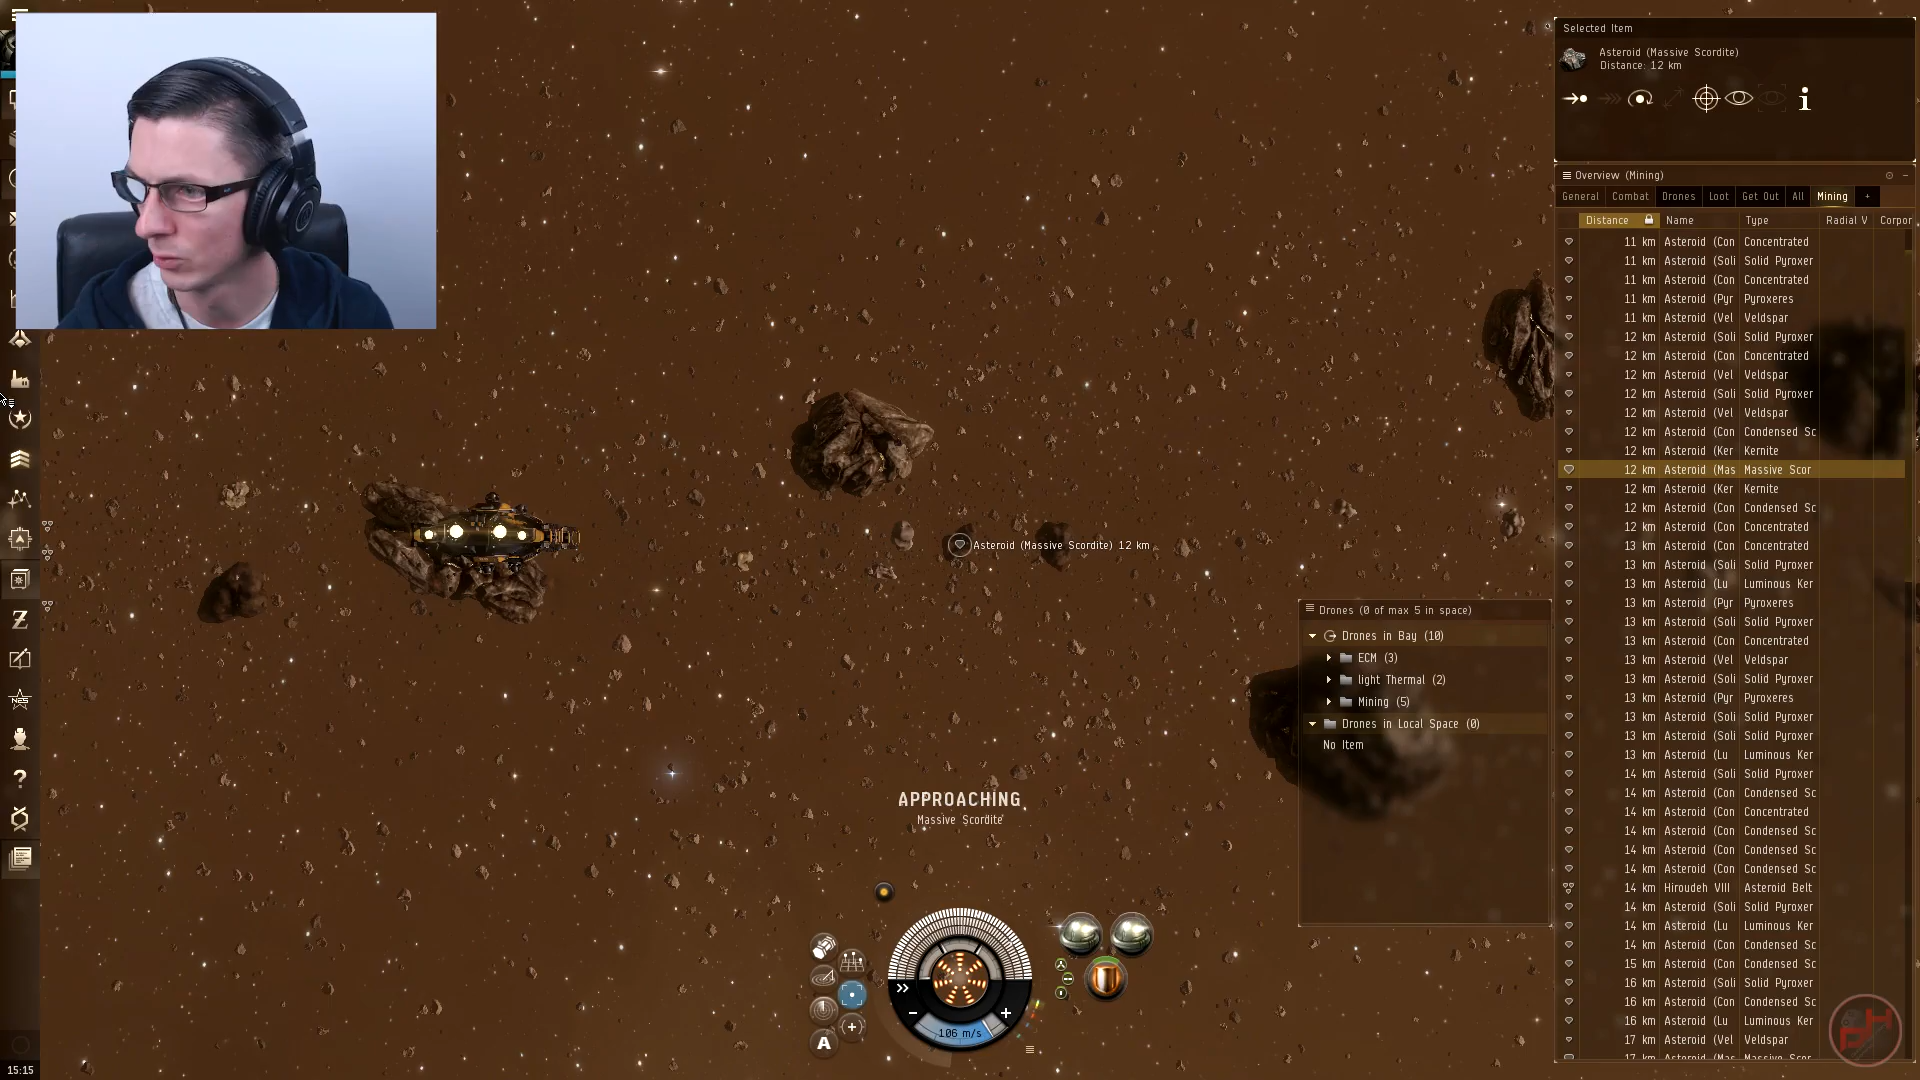 Selected Item
Asteroid (Massive Scordite)
Distance: 12 km
Overview (Mining)
General Combat Drones Loot Get Out All Mining +
Distance Name Type Radial V Corpor
11 km Asteroid (Con Concentrated
11 km Asteroid (Soli Solid Pyroxer
11 km Asteroid (Con Concentrated
11 km Asteroid (Pyr Pyroxeres
11 km Asteroid (Vel Veldspar
12 km Asteroid (Soli Solid Pyroxer
12 km Asteroid (Con Concentrated
12 km Asteroid (Vel Veldspar
12 km Asteroid (Soli Solid Pyroxer
12 km Asteroid (Vel Veldspar
12 km Asteroid (Con Condensed Sc
12 km Asteroid (Ker Kernite
12 km Asteroid (Mas Massive Scor
12 km Asteroid (Ker Kernite
12 km Asteroid (Con Condensed Sc
12 km Asteroid (Con Concentrated
13 km Asteroid (Con Concentrated
13 km Asteroid (Soli Solid Pyroxer
13 km Asteroid (Lu Luminous Ker
13 km Asteroid (Pyr Pyroxeres
13 km Asteroid (Soli Solid Pyroxer
13 km Asteroid (Con Concentrated
13 km Asteroid (Vel Veldspar
13 km Asteroid (Soli Solid Pyroxer
13 km Asteroid (Pyr Pyroxeres
13 km Asteroid (Soli Solid Pyroxer
13 km Asteroid (Soli Solid Pyroxer
13 km Asteroid (Lu Luminous Ker
14 km Asteroid (Soli Solid Pyroxer
14 km Asteroid (Con Condensed Sc
14 km Asteroid (Con Concentrated
14 km Asteroid (Con Condensed Sc
14 km Asteroid (Con Condensed Sc
14 km Asteroid (Con Condensed Sc
14 km Hiroudeh VIII Asteroid Belt
14 km Asteroid (Soli Solid Pyroxer
14 km Asteroid (Lu Luminous Ker
14 km Asteroid (Con Condensed Sc
15 km Asteroid (Con Condensed Sc
16 km Asteroid (Soli Solid Pyroxer
16 km Asteroid (Con Condensed Sc
16 km Asteroid (Lu Luminous Ker
17 km Asteroid (Vel Veldspar
17 km Asteroid (Mas Massive Scor
Asteroid (Massive Scordite) 12 km
Drones (0 of max 5 in space)
Drones in Bay (10)
ECM (3)
light Thermal (2)
Mining (5)
Drones in Local Space (0)
No Item
APPROACHING
Massive Scordite
106 m/s
A
NES
15:15